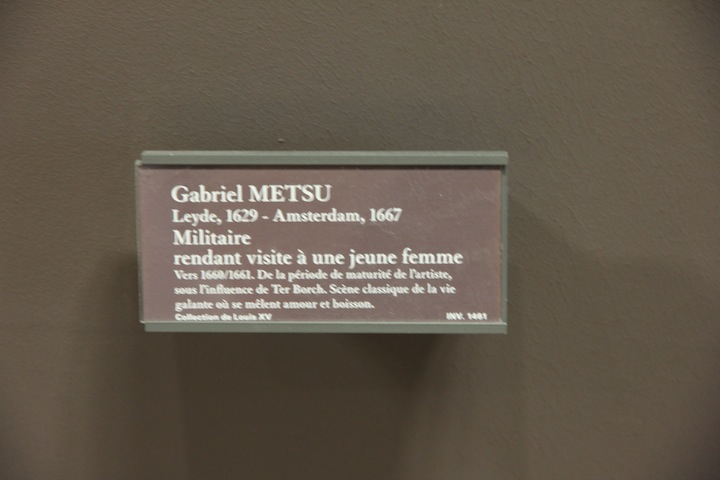 Gabriel METSU
Leyde, 1629 - Amsterdam, 1667
Militaire
rendant visite à une jeune femme
Vers 1660/1661. De la période de maturité de l'artiste,
sous l'influence de Ter Borch. Scène classique de la vie
galante où se mêlent amour et boisson.
Collection de Louis XV INV. 1461